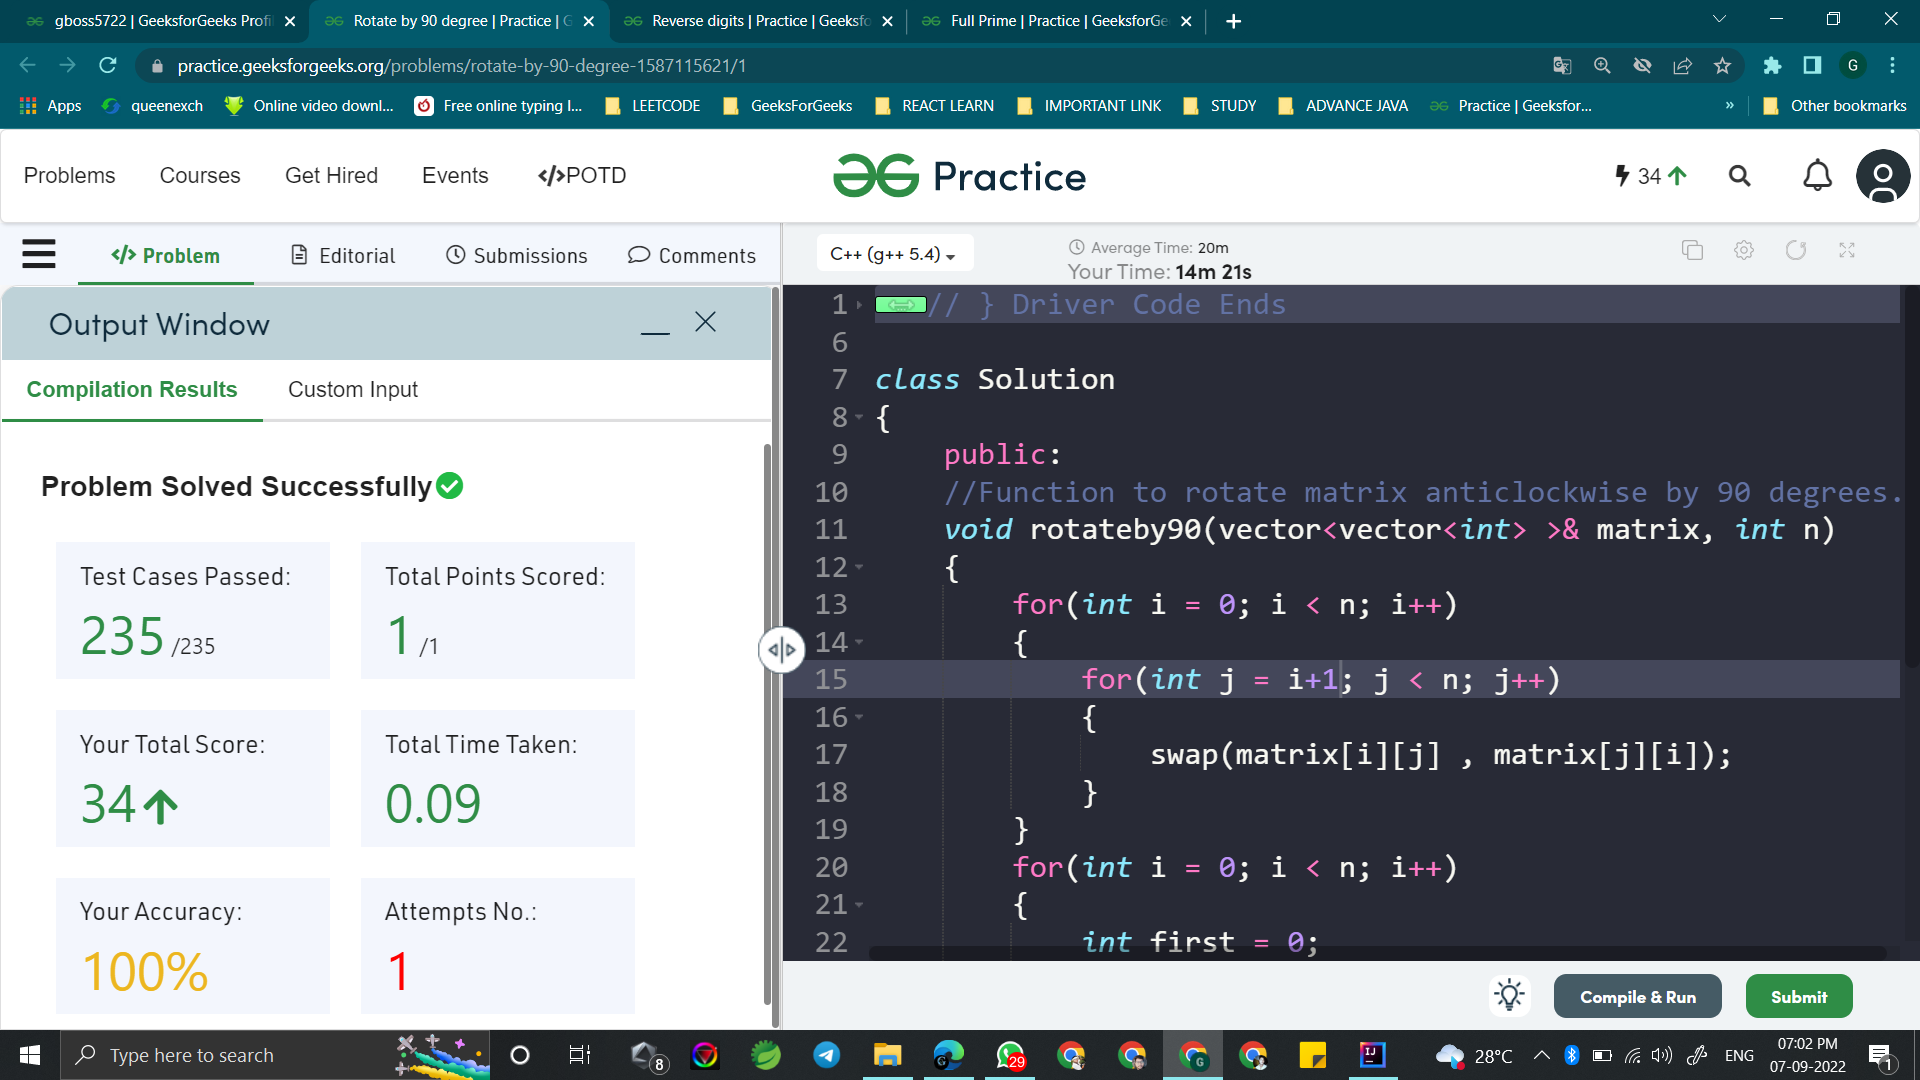 gboss5722 | GeeksforGeeks Profi
Rotate by 90 degree | Practice | G
Reverse digits | Practice | Geeksfo
Full Prime | Practice | GeeksforGe
practice.geeksforgeeks.org/problems/rotate-by-90-degree-1587115621/1
G
Apps
queenexch
Online video downl...
Free online typing I...
LEETCODE
GeeksForGeeks
REACT LEARN
IMPORTANT LINK
STUDY
ADVANCE JAVA
Practice | Geeksfor...
»
Other bookmarks
Problems
Courses
Get Hired
Events
</>POTD
Practice
34
</> Problem
Editorial
Submissions
Comments
C++ (g++ 5.4)
Average Time: 20m
Your Time: 14m 21s
Output Window
Compilation Results
Custom Input
Problem Solved Successfully
Test Cases Passed:
235 /235
Total Points Scored:
1 /1
Your Total Score:
34
Total Time Taken:
0.09
Your Accuracy:
100%
Attempts No.:
1
1 // } Driver Code Ends
6
7 class Solution
8 {
9 public:
10 //Function to rotate matrix anticlockwise by 90 degrees.
11 void rotateby90(vector<vector<int> >& matrix, int n)
12 {
13 for(int i = 0; i < n; i++)
14 {
15 for(int j = i+1; j < n; j++)
16 {
17 swap(matrix[i][j] , matrix[j][i]);
18 }
19 }
20 for(int i = 0; i < n; i++)
21 {
22 int first = 0;
Compile & Run
Submit
Type here to search
8
29
G
IJ
28°C
ENG
07:02 PM
07-09-2022
1